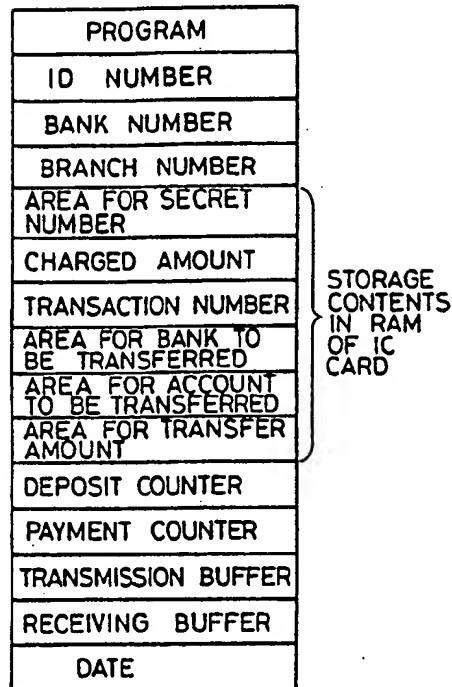 PROGRAM
ID NUMBER
BANK NUMBER
BRANCH NUMBER
AREA FOR SECRET
NUMBER
CHARGED AMOUNT
TRANSACTION NUMBER
AREA FOR BANK TO
BE TRANSFERRED
AREA FOR ACCOUNT
TO BE TRANSFERRED
AREA FOR TRANSFER
AMOUNT
DEPOSIT COUNTER
PAYMENT COUNTER
TRANSMISSION BUFFER
RECEIVING BUFFER
DATE
STORAGE
CONTENTS
IN RAM
OF IC
CARD